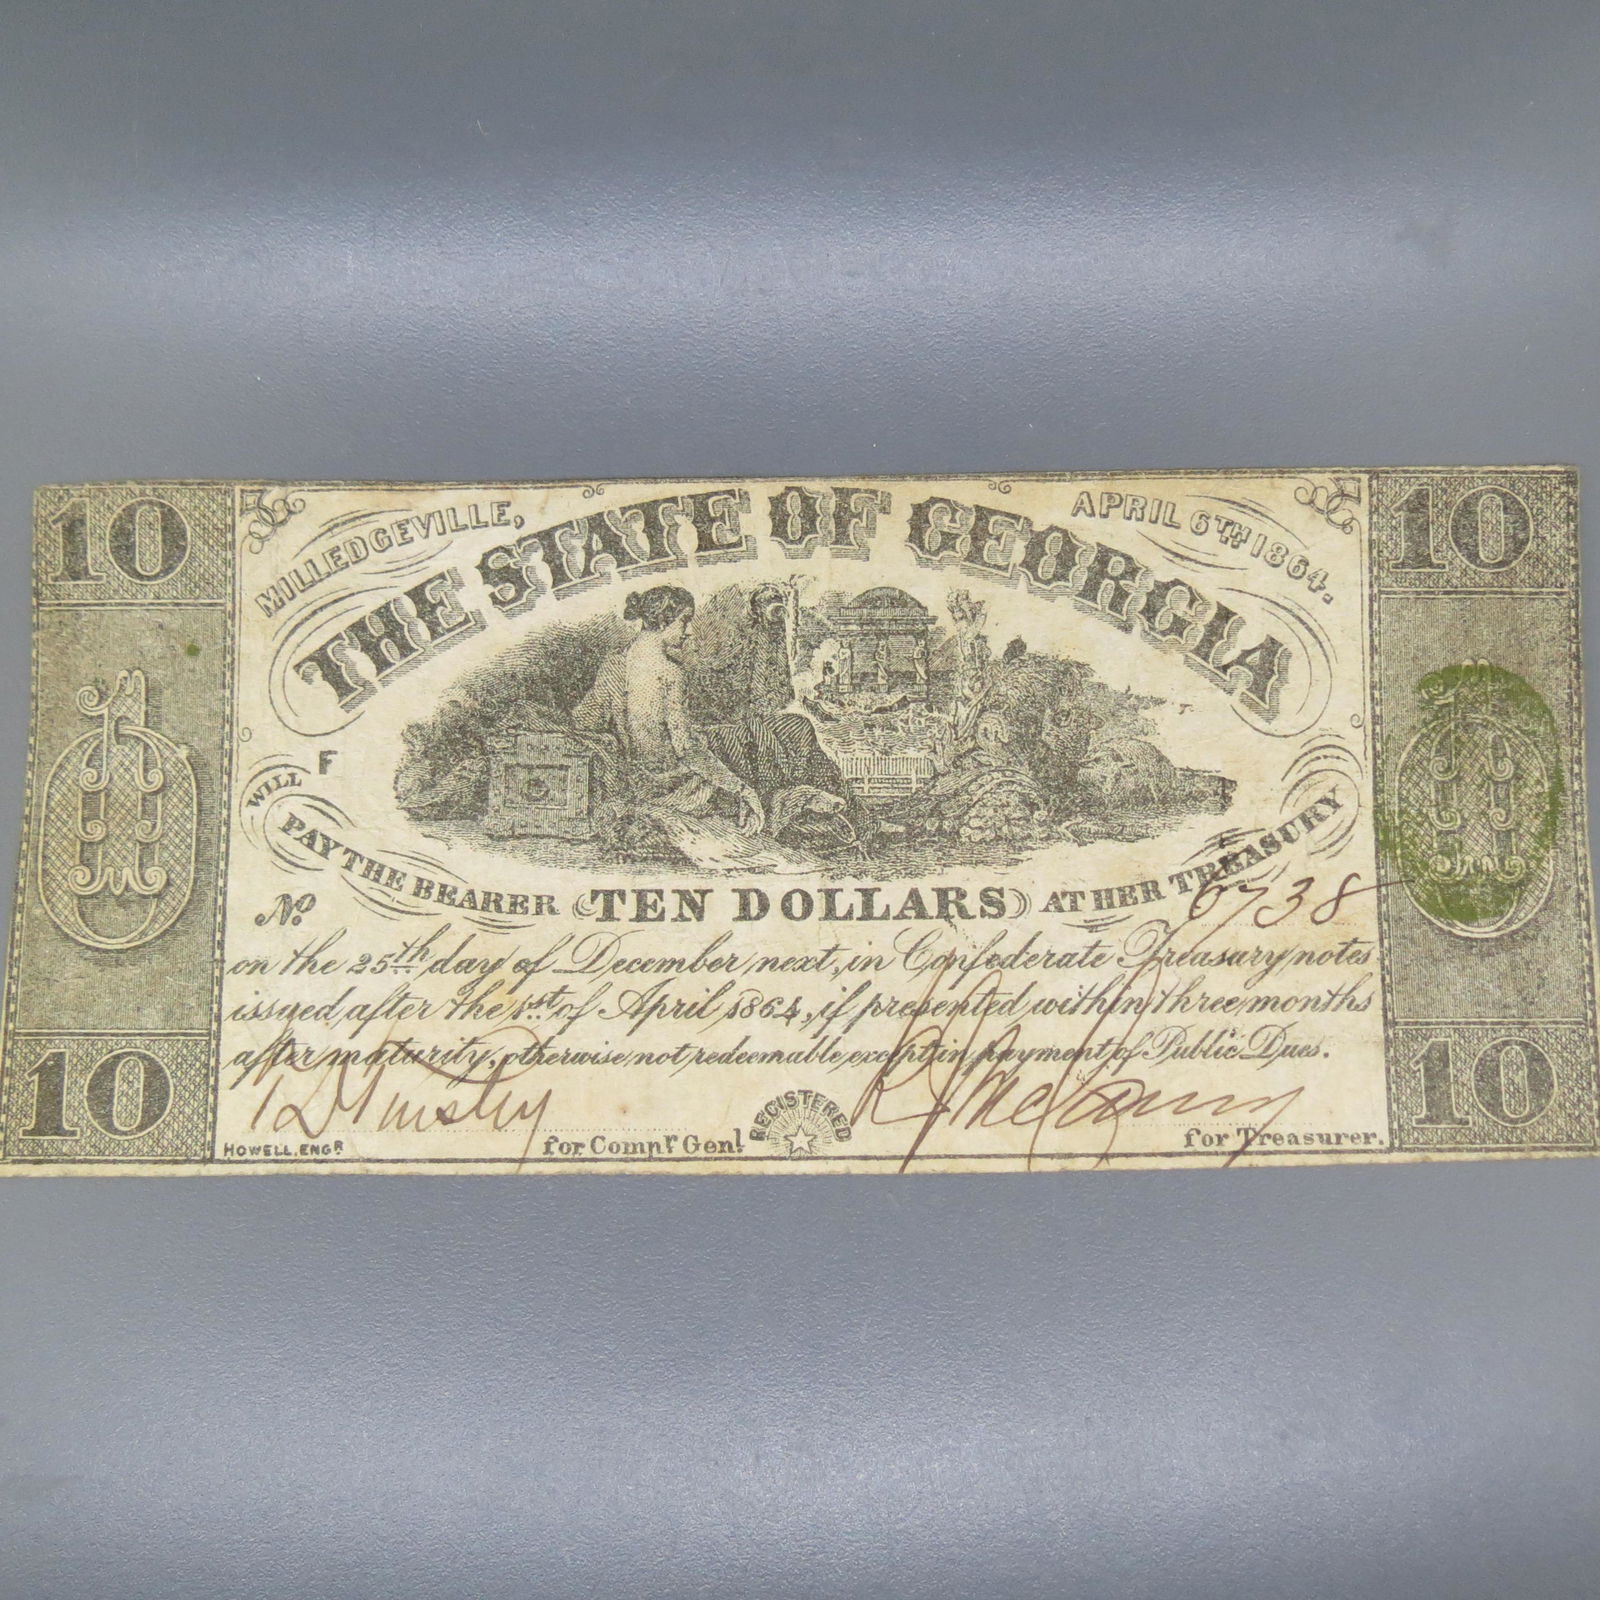 10 10
MILLEDGEVILLE, APRIL 6TH 1864.
THE STATE OF GEORGIA
F
WILL
PAY THE BEARER TEN DOLLARS AT HER TREASURY
No 6738
on the 25th day of December next, in Confederate Treasury notes
issued after the 1st of April 1864, if presented within three months
after maturity, otherwise not redeemable except in payment of Public Dues.
for Compr Genl REGISTERED for Treasurer.
HOWELL, ENGR
10 10